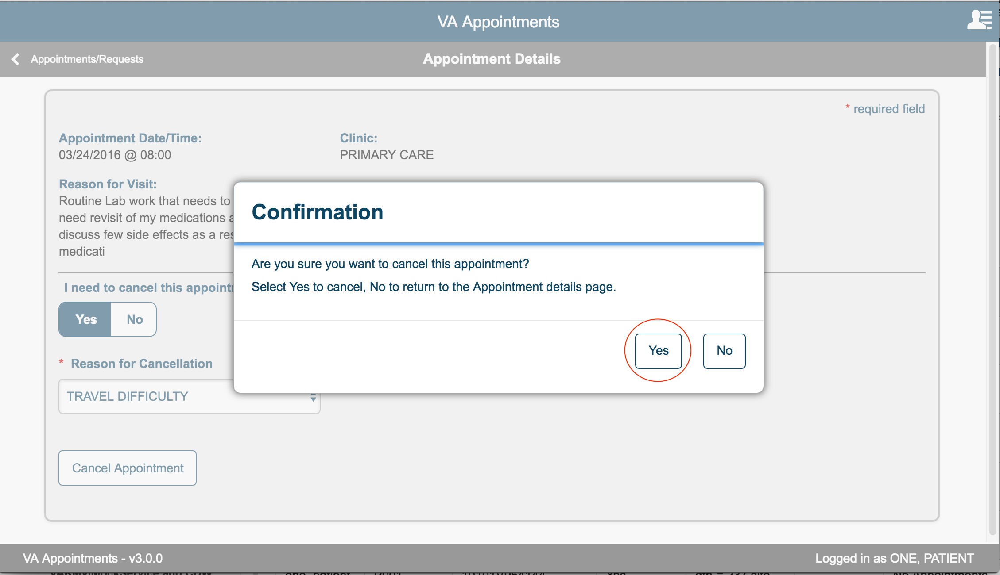 VA Appointments
Appointments/Requests
Appointment Details
* required field
Appointment Date/Time:
03/24/2016 @ 08:00
Clinic:
PRIMARY CARE
Reason for Visit:
Routine Lab work that needs to
need revisit of my medications
discuss few side effects as a
medicati
I need to cancel this
Yes
No
* Reason for Cancellation
TRAVEL DIFFICULTY
Cancel Appointment
Confirmation
Are you sure you want to cancel this appointment?
Select Yes to cancel, No to return to the Appointment details page.
Yes
No
VA Appointments - v3.0.0
Logged in as ONE, PATIENT